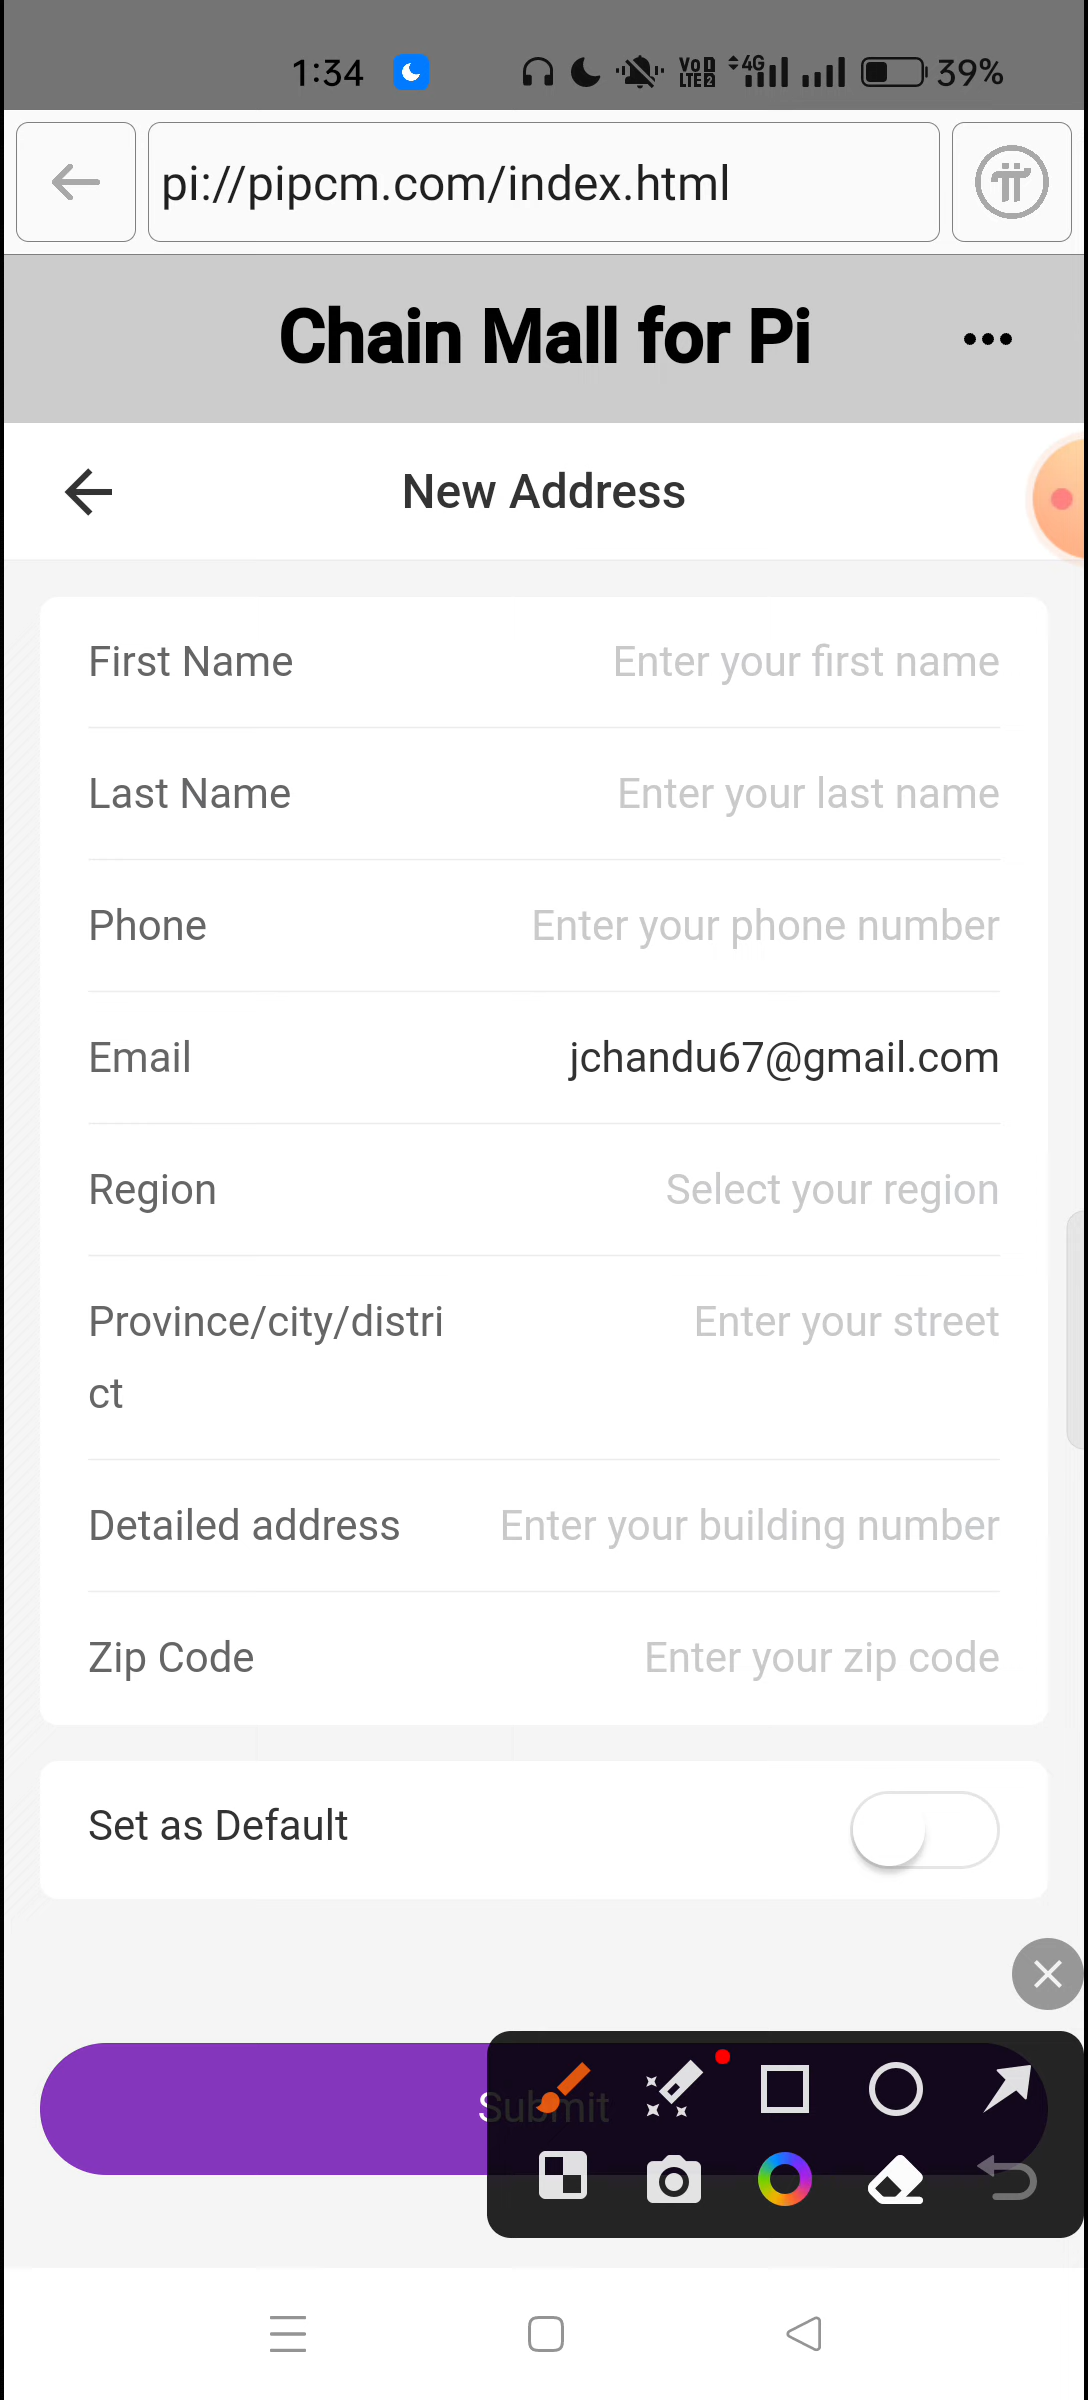 1:34
VoD LTE2 4G 39%
pi://pipcm.com/index.html
Chain Mall for Pi
New Address
First Name Enter your first name
Last Name Enter your last name
Phone Enter your phone number
Email jchandu67@gmail.com
Region Select your region
Province/city/distri Enter your street
ct
Detailed address Enter your building number
Zip Code Enter your zip code
Set as Default
Submit